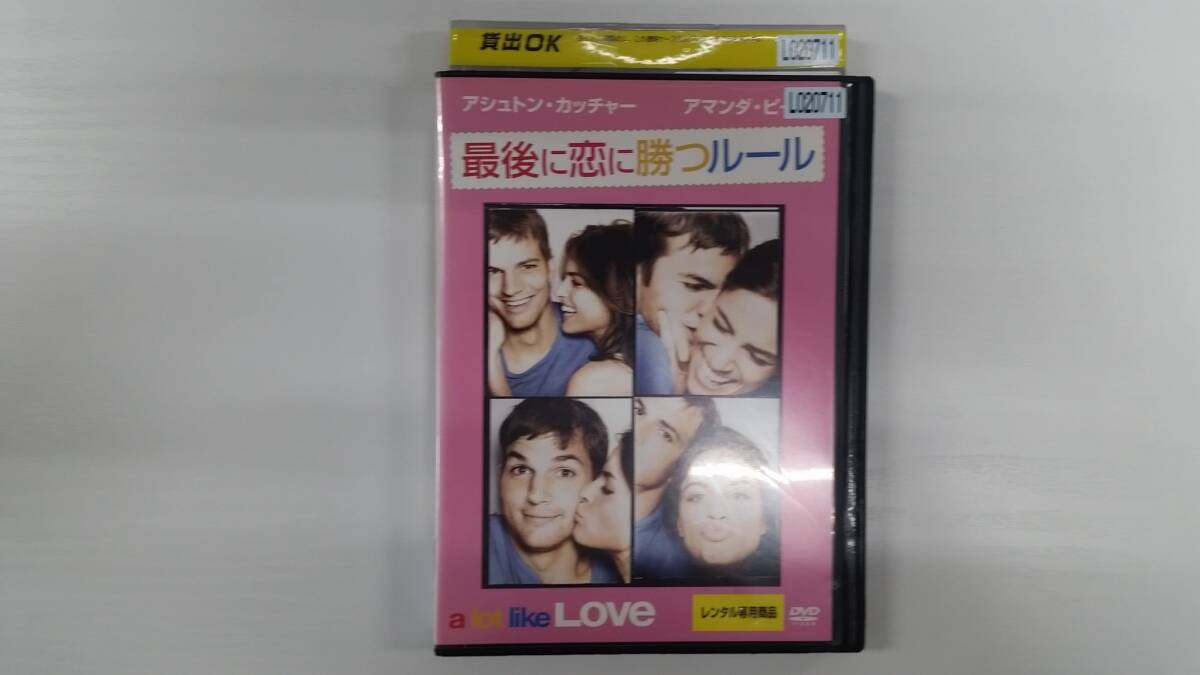 貸出OK
L020711
アシュトン・カッチャー アマンダ・ピー
L020711
最後に恋に勝つルール
a lot like LOVE
レンタル専用商品
DVD
VIDEO